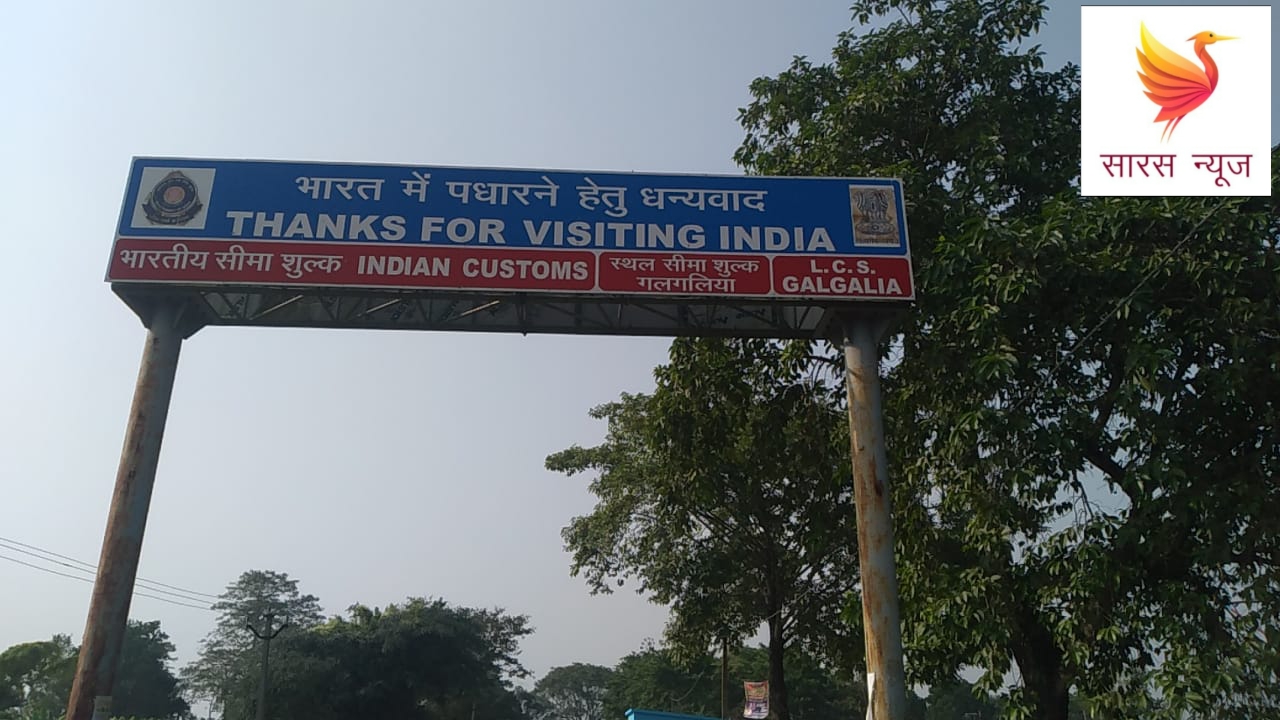 भारत में पधारने हेतु धन्यवाद
THANKS FOR VISITING INDIA
भारतीय सीमा शुल्क INDIAN CUSTOMS
स्थल सीमा शुल्क
गलगलिया
L.C.S.
GALGALIA
सारस न्यूज